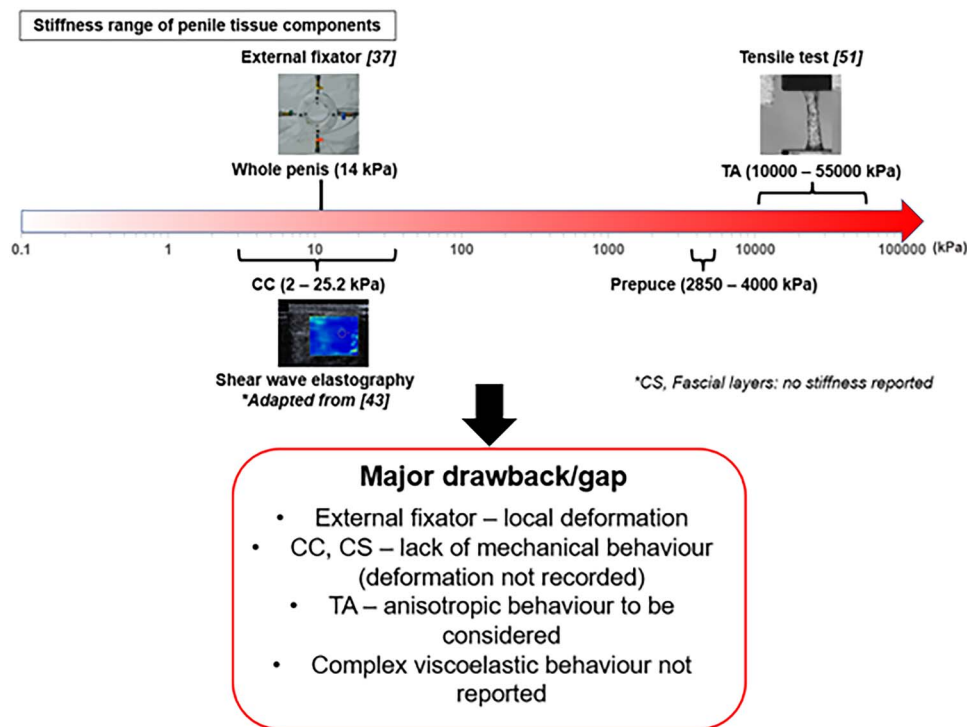 Stiffness range of penile tissue components
External fixator [37]
Tensile test [51]
Whole penis (14 kPa)
TA (10000 – 55000 kPa)
0.1 1 10 100 1000 10000 100000 (kPa)
CC (2 – 25.2 kPa)
Prepuce (2850 – 4000 kPa)
Shear wave elastography
*Adapted from [43]
*CS, Fascial layers: no stiffness reported
Major drawback/gap
• External fixator – local deformation
• CC, CS – lack of mechanical behaviour
(deformation not recorded)
• TA – anisotropic behaviour to be
considered
• Complex viscoelastic behaviour not
reported